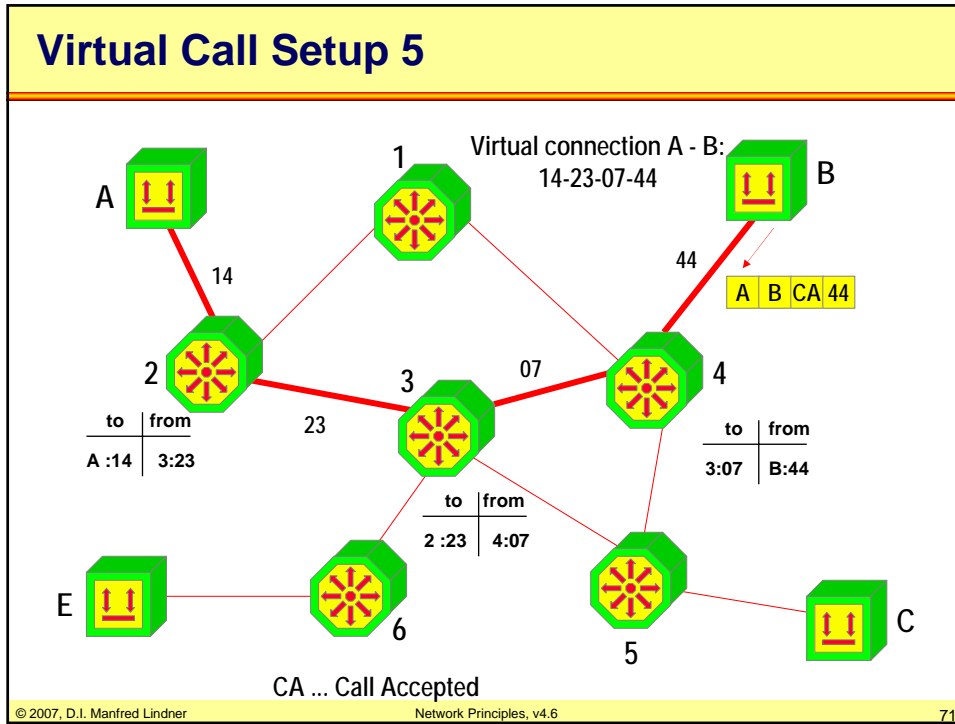 Virtual Call Setup 5
Virtual connection A - B:
14-23-07-44
A
1
B
14
44
A B CA 44
2
3
07
4
23
to from
A :14 3:23
to from
3:07 B:44
to from
2 :23 4:07
E
6
5
C
CA ... Call Accepted
© 2007, D.I. Manfred Lindner
Network Principles, v4.6
71